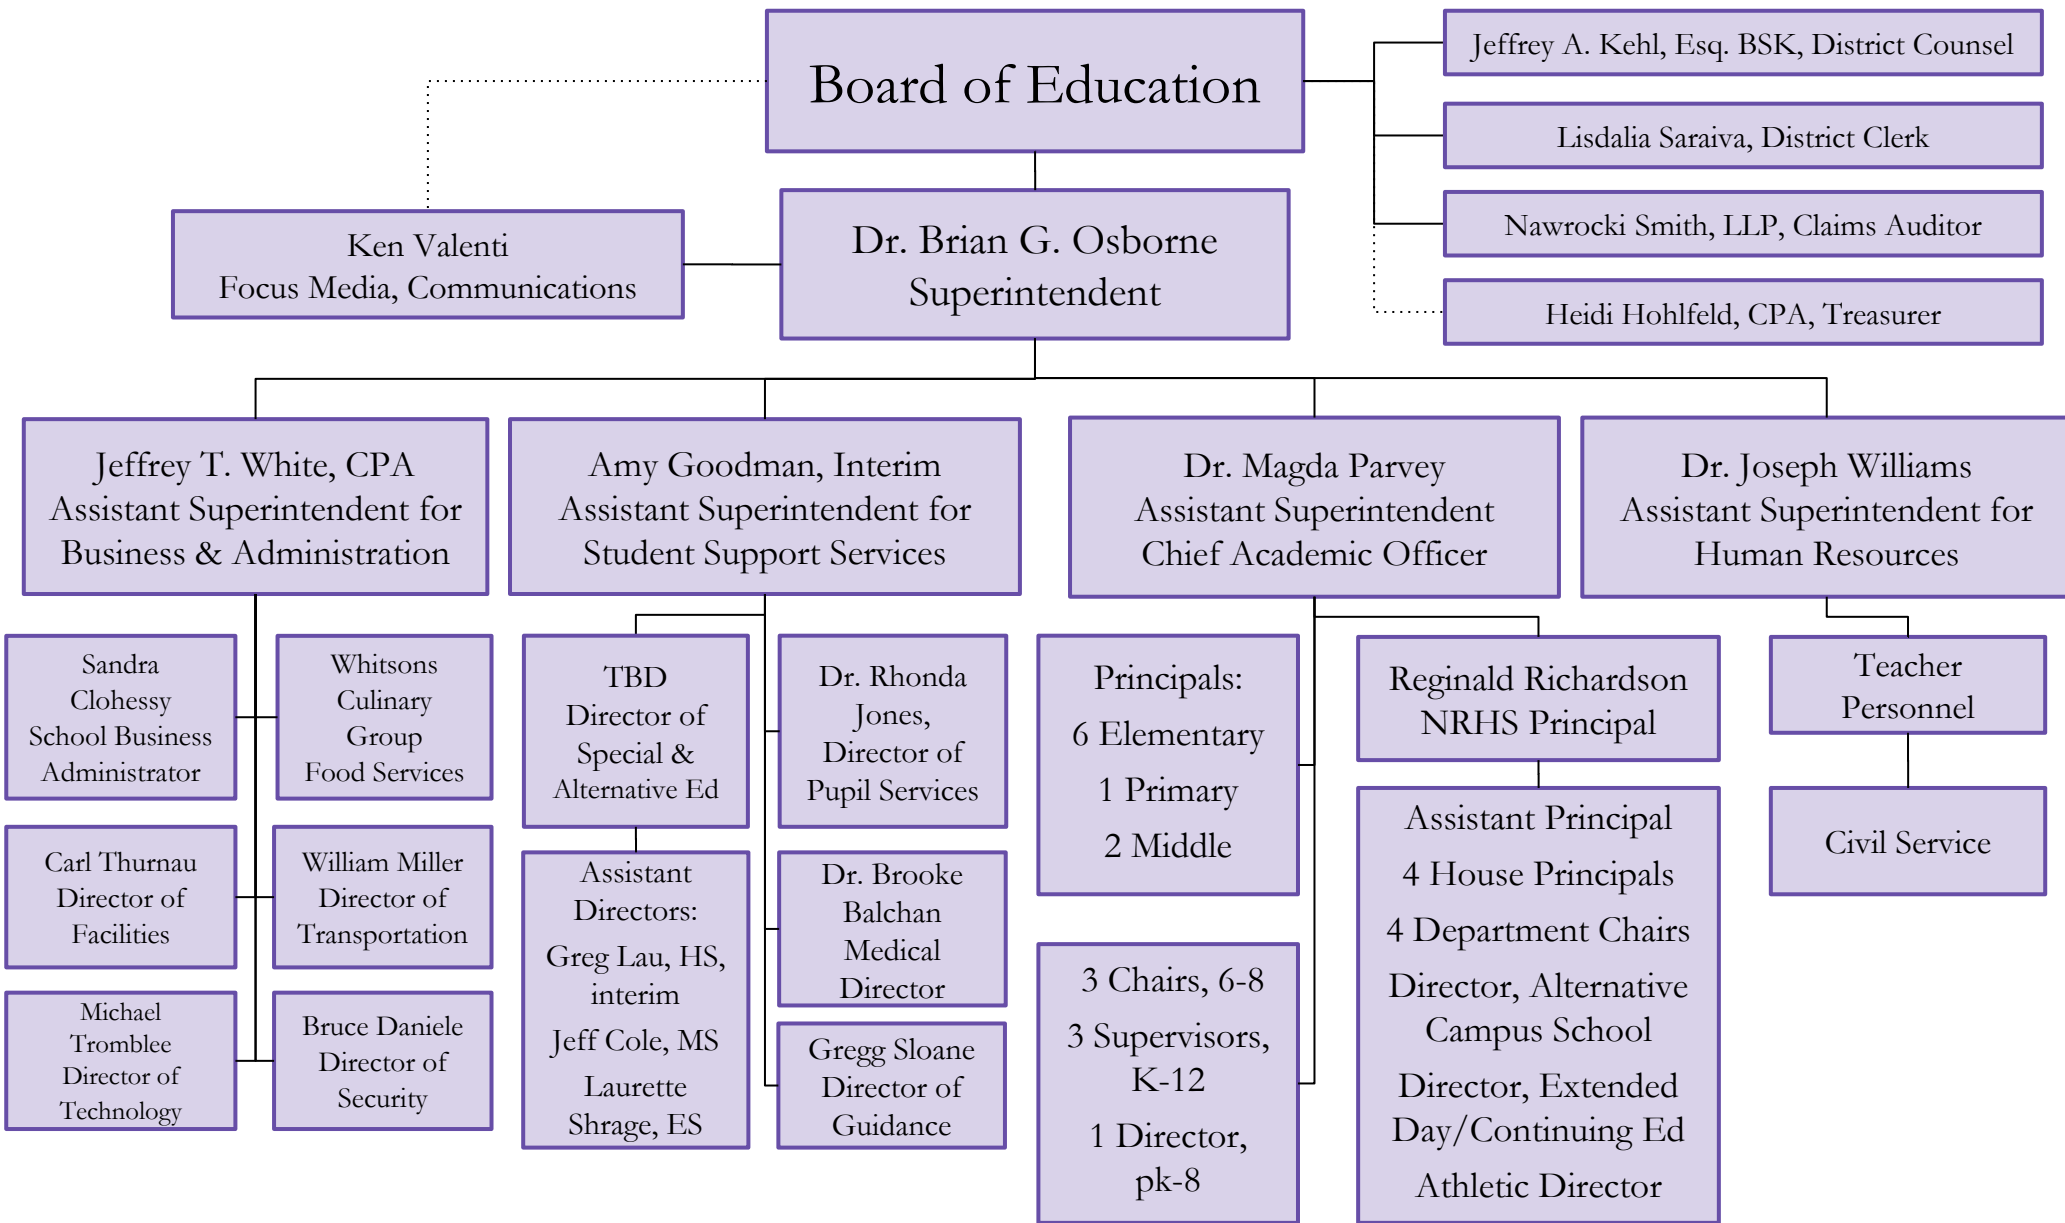 Board of Education
Jeffrey A. Kehl, Esq. BSK, District Counsel
Lisdalia Saraiva, District Clerk
Nawrocki Smith, LLP, Claims Auditor
Heidi Hohlfeld, CPA, Treasurer
Ken Valenti
Focus Media, Communications
Dr. Brian G. Osborne
Superintendent
Jeffrey T. White, CPA
Assistant Superintendent for
Business & Administration
Amy Goodman, Interim
Assistant Superintendent for
Student Support Services
Dr. Magda Parvey
Assistant Superintendent
Chief Academic Officer
Dr. Joseph Williams
Assistant Superintendent for
Human Resources
Sandra
Clohessy
School Business
Administrator
Whitsons
Culinary
Group
Food Services
Carl Thurnau
Director of
Facilities
William Miller
Director of
Transportation
Michael
Tromblee
Director of
Technology
Bruce Daniele
Director of
Security
TBD
Director of
Special &
Alternative Ed
Assistant
Directors:
Greg Lau, HS,
interim
Jeff Cole, MS
Laurette
Shrage, ES
Dr. Rhonda
Jones,
Director of
Pupil Services
Dr. Brooke
Balchan
Medical
Director
Gregg Sloane
Director of
Guidance
Principals:
6 Elementary
1 Primary
2 Middle
3 Chairs, 6-8
3 Supervisors,
K-12
1 Director,
pk-8
Reginald Richardson
NRHS Principal
Assistant Principal
4 House Principals
4 Department Chairs
Director, Alternative
Campus School
Director, Extended
Day/Continuing Ed
Athletic Director
Teacher
Personnel
Civil Service